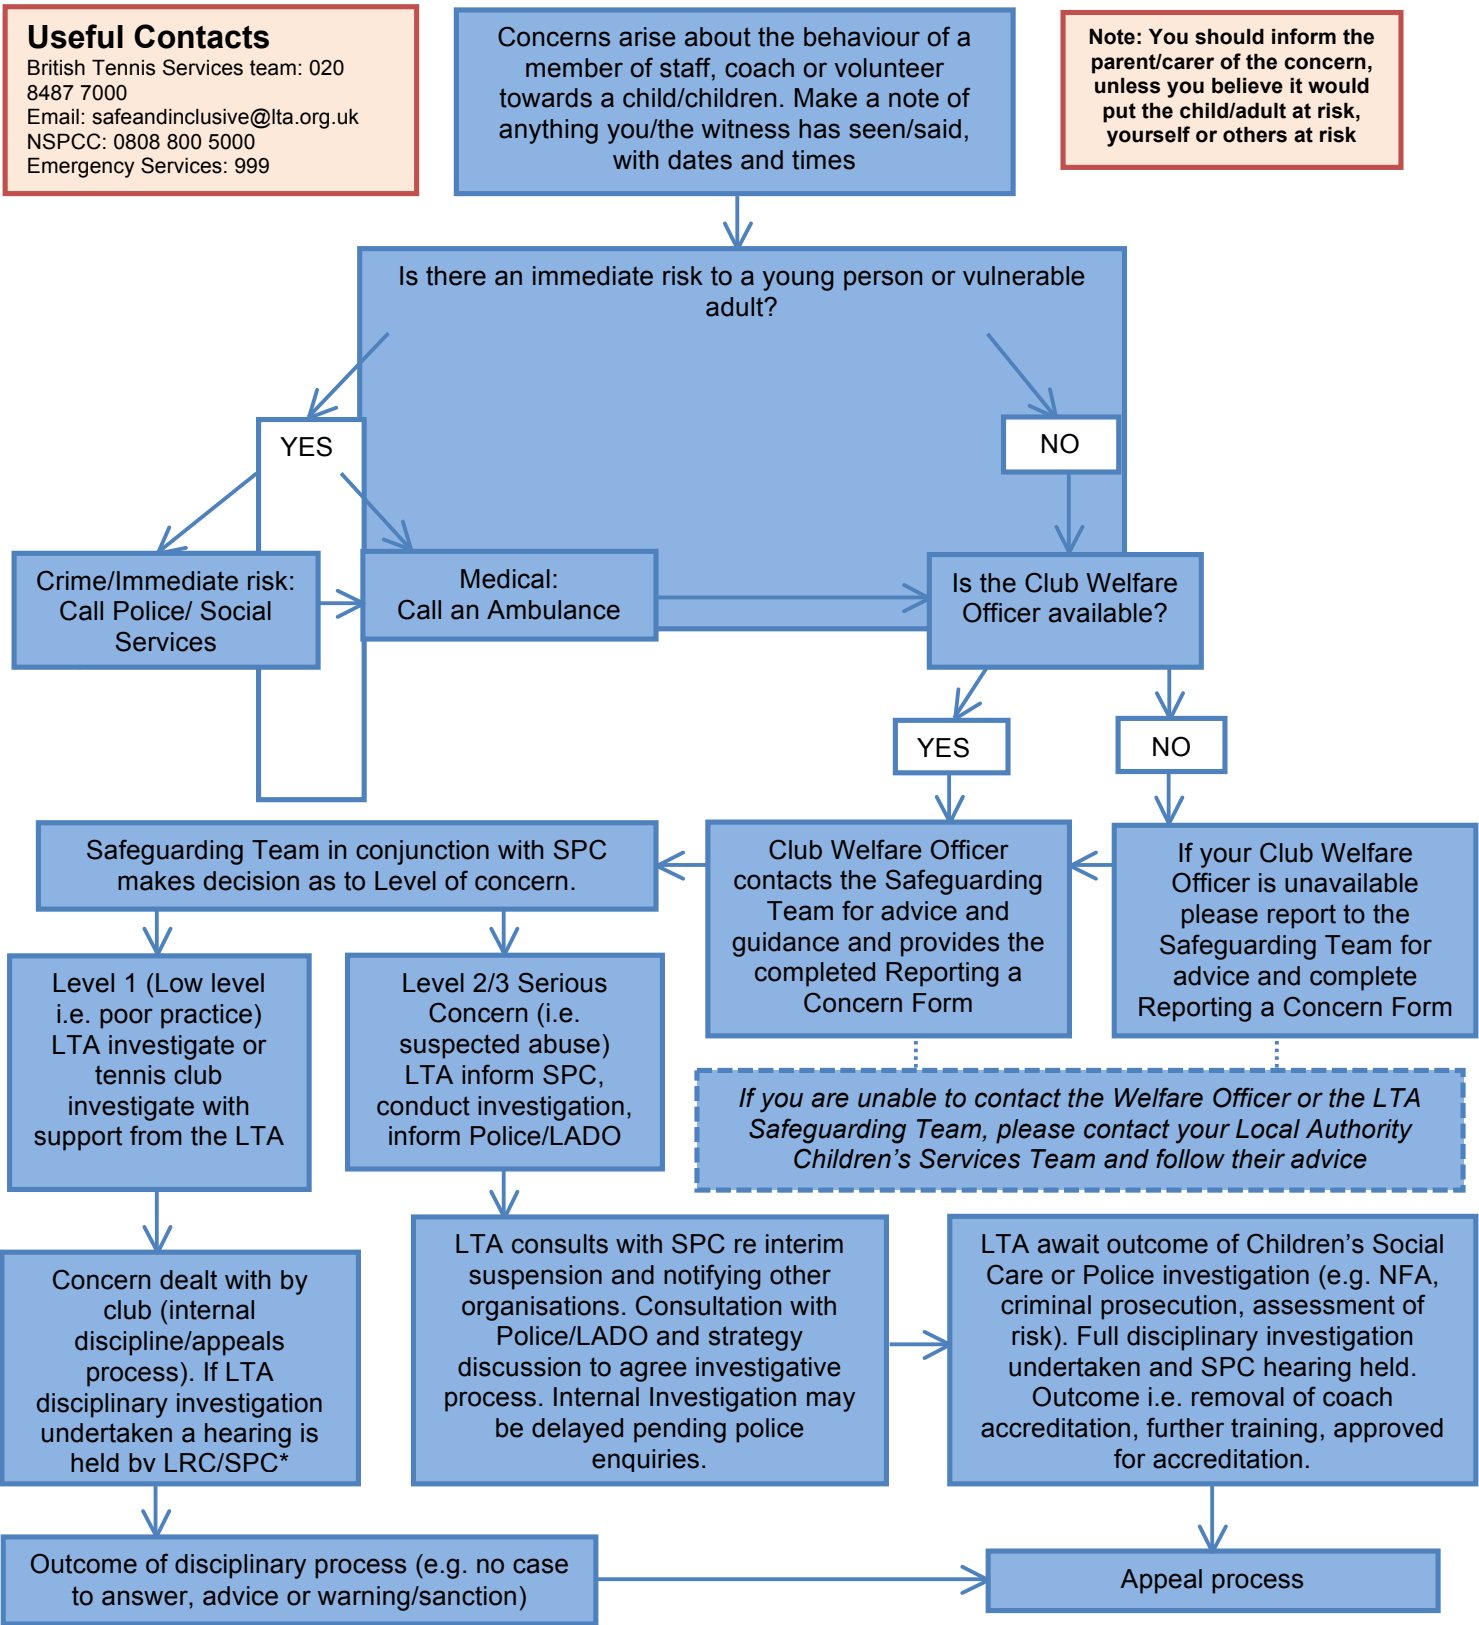 Useful Contacts
British Tennis Services team: 020
8487 7000
Email: safeandinclusive@lta.org.uk
NSPCC: 0808 800 5000
Emergency Services: 999
Concerns arise about the behaviour of a
member of staff, coach or volunteer
towards a child/children. Make a note of
anything you/the witness has seen/said,
with dates and times
Note: You should inform the
parent/carer of the concern,
unless you believe it would
put the child/adult at risk,
yourself or others at risk
Is there an immediate risk to a young person or vulnerable
adult?
YES
NO
Crime/Immediate risk:
Call Police/ Social
Services
Medical:
Call an Ambulance
Is the Club Welfare
Officer available?
YES
NO
Safeguarding Team in conjunction with SPC
makes decision as to Level of concern.
Club Welfare Officer
contacts the Safeguarding
Team for advice and
guidance and provides the
completed Reporting a
Concern Form
If your Club Welfare
Officer is unavailable
please report to the
Safeguarding Team for
advice and complete
Reporting a Concern Form
Level 1 (Low level
i.e. poor practice)
LTA investigate or
tennis club
investigate with
support from the LTA
Level 2/3 Serious
Concern (i.e.
suspected abuse)
LTA inform SPC,
conduct investigation,
inform Police/LADO
If you are unable to contact the Welfare Officer or the LTA
Safeguarding Team, please contact your Local Authority
Children's Services Team and follow their advice
Concern dealt with by
club (internal
discipline/appeals
process). If LTA
disciplinary investigation
undertaken a hearing is
held by LRC/SPC*
LTA consults with SPC re interim
suspension and notifying other
organisations. Consultation with
Police/LADO and strategy
discussion to agree investigative
process. Internal Investigation may
be delayed pending police
enquiries.
LTA await outcome of Children's Social
Care or Police investigation (e.g. NFA,
criminal prosecution, assessment of
risk). Full disciplinary investigation
undertaken and SPC hearing held.
Outcome i.e. removal of coach
accreditation, further training, approved
for accreditation.
Outcome of disciplinary process (e.g. no case
to answer, advice or warning/sanction)
Appeal process